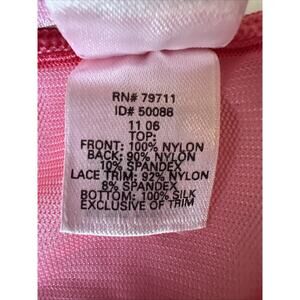 RN# 79711
ID# 50088
11 06
TOP:
FRONT: 100% NYLON
BACK: 90% NYLON
10% SPANDEX
LACE TRIM: 92% NYLON
8% SPANDEX
BOTTOM: 100% SILK
EXCLUSIVE OF TRIM